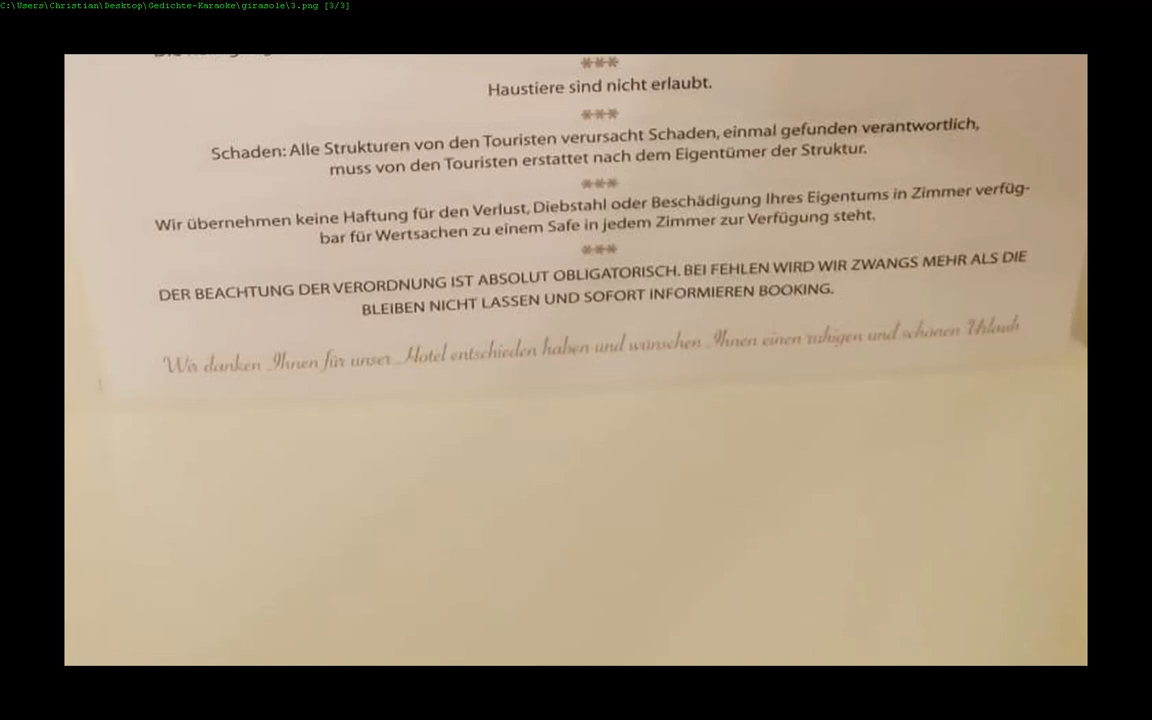 C:\Users\Christian\Desktop\Gedichte-Karaoke\girasole\3.png [3/3]
***
Haustiere sind nicht erlaubt.
***
Schaden: Alle Strukturen von den Touristen verursacht Schaden, einmal gefunden verantwortlich,
muss von den Touristen erstattet nach dem Eigentümer der Struktur.
***
Wir übernehmen keine Haftung für den Verlust, Diebstahl oder Beschädigung Ihres Eigentums in Zimmer verfüg-
bar für Wertsachen zu einem Safe in jedem Zimmer zur Verfügung steht.
***
DER BEACHTUNG DER VERORDNUNG IST ABSOLUT OBLIGATORISCH. BEI FEHLEN WIRD WIR ZWANGS MEHR ALS DIE
BLEIBEN NICHT LASSEN UND SOFORT INFORMIEREN BOOKING.
Wir danken Ihnen für unser Hotel entschieden haben und wünschen Ihnen einen ruhigen und schönen Urlaub